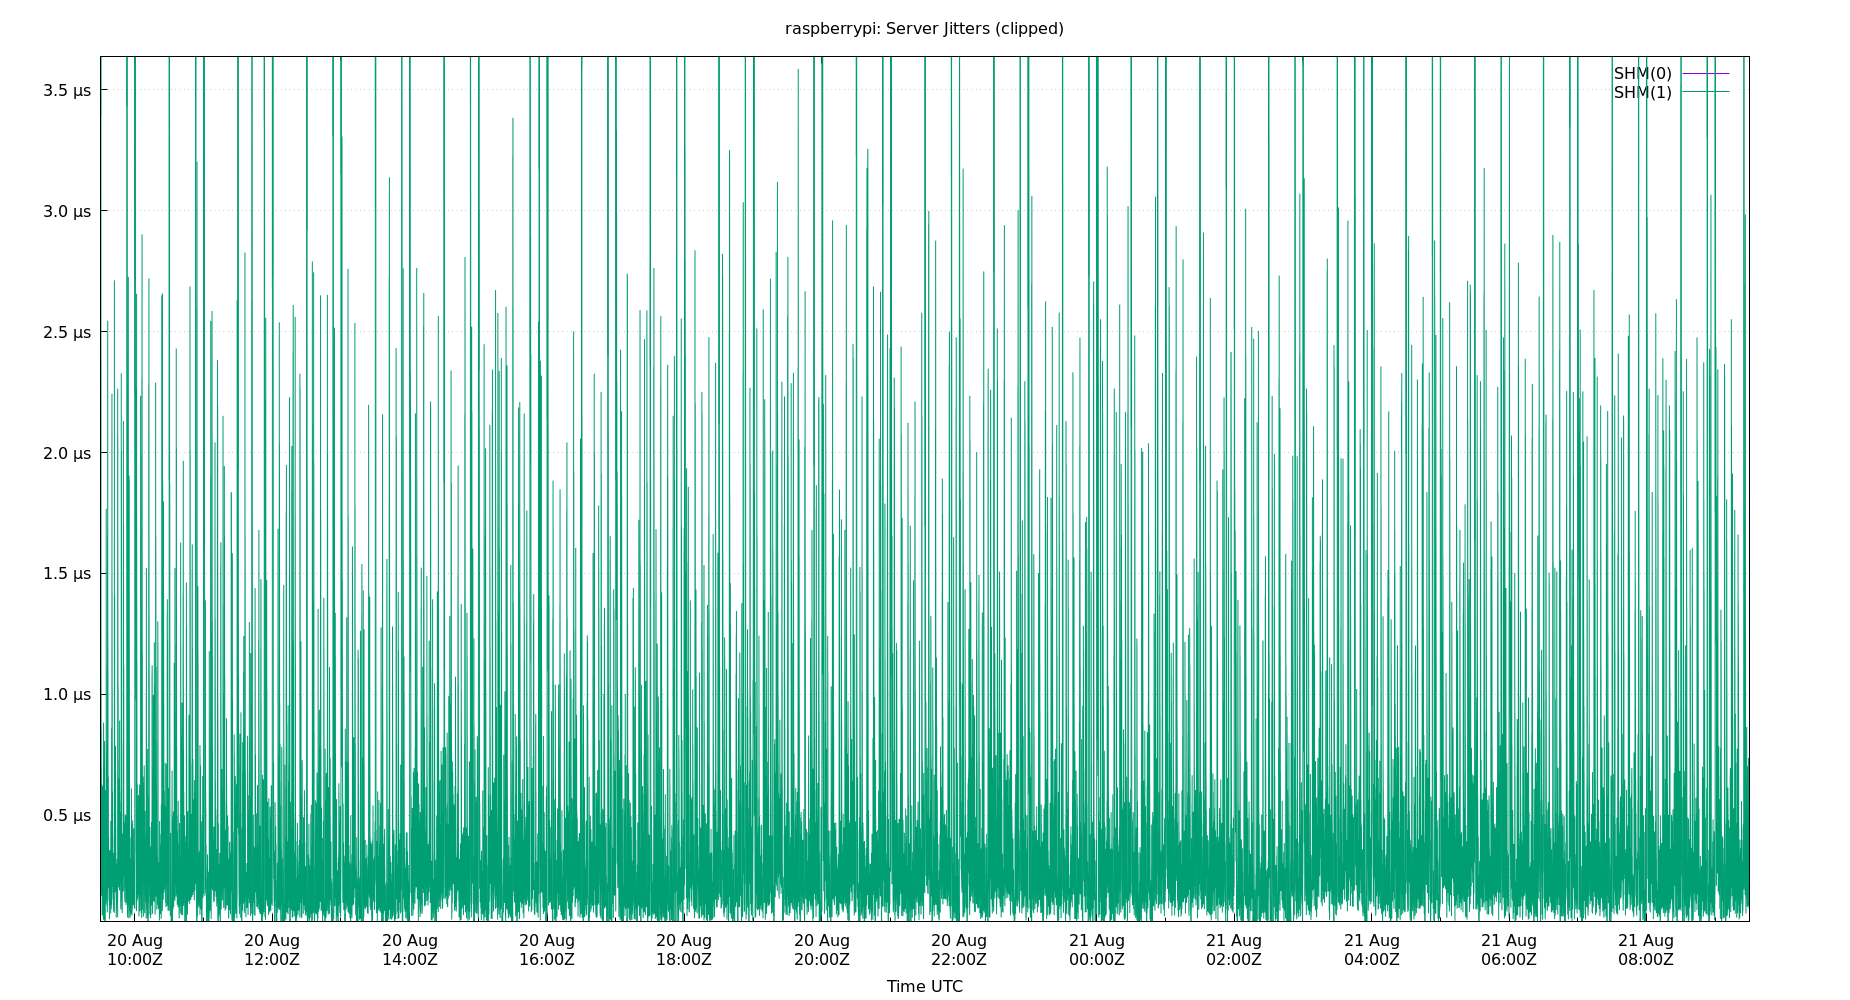 raspberrypi: Server Jitters (clipped)
SHM(0)
SHM(1)
3.5 µs
3.0 µs
2.5 µs
2.0 µs
1.5 µs
1.0 µs
0.5 µs
20 Aug 20 Aug 20 Aug 20 Aug 20 Aug 20 Aug 20 Aug 21 Aug 21 Aug 21 Aug 21 Aug 21 Aug
10:00Z 12:00Z 14:00Z 16:00Z 18:00Z 20:00Z 22:00Z 00:00Z 02:00Z 04:00Z 06:00Z 08:00Z
Time UTC